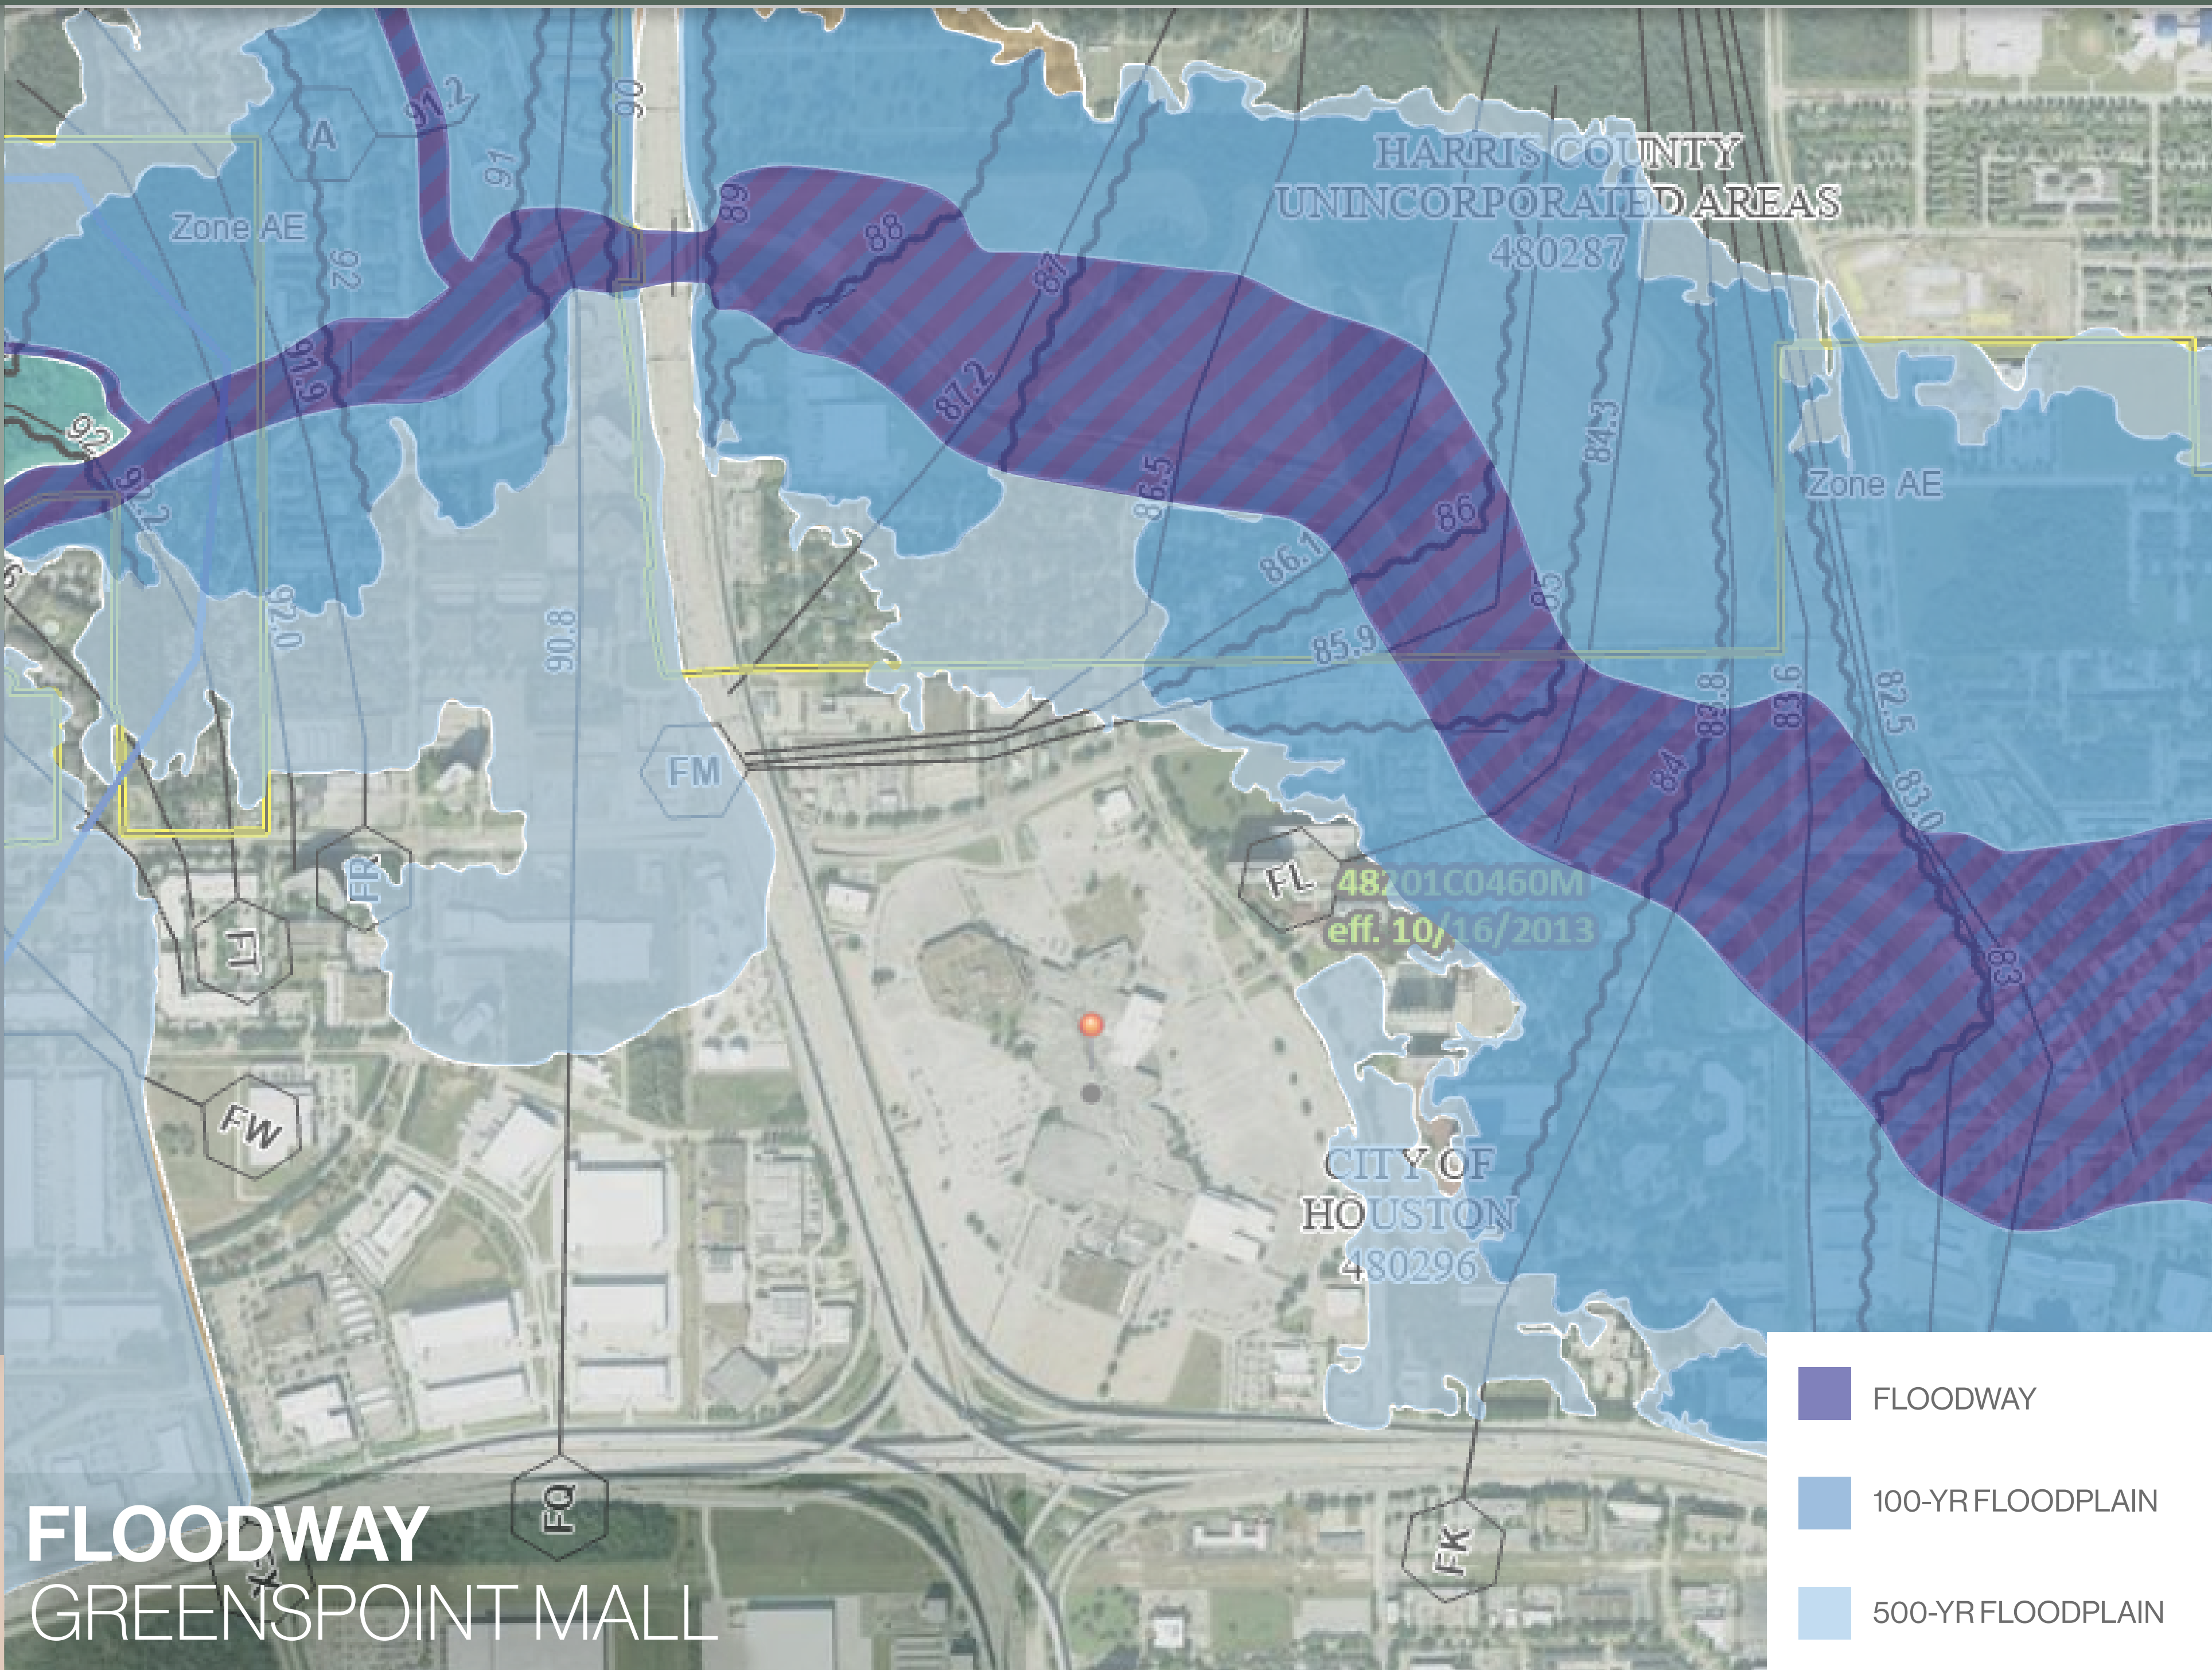 90
91.2
A
91
HARRIS COUNTY
UNINCORPORATED AREAS
480287
89
Zone AE
88
92
87
91.9
87.2
84.3
92
86.5
Zone AE
92.2
86
86.1
6
85
92.0
90.8
85.9
83.8
83.6
82.5
FM
84
83.0
FR
FL
48201C0460M
eff. 10/16/2013
FT
83
FW
CITY OF
HOUSTON
480296
FLOODWAY
100-YR FLOODPLAIN
500-YR FLOODPLAIN
FQ
FK
FLOODWAY
GREENSPOINT MALL